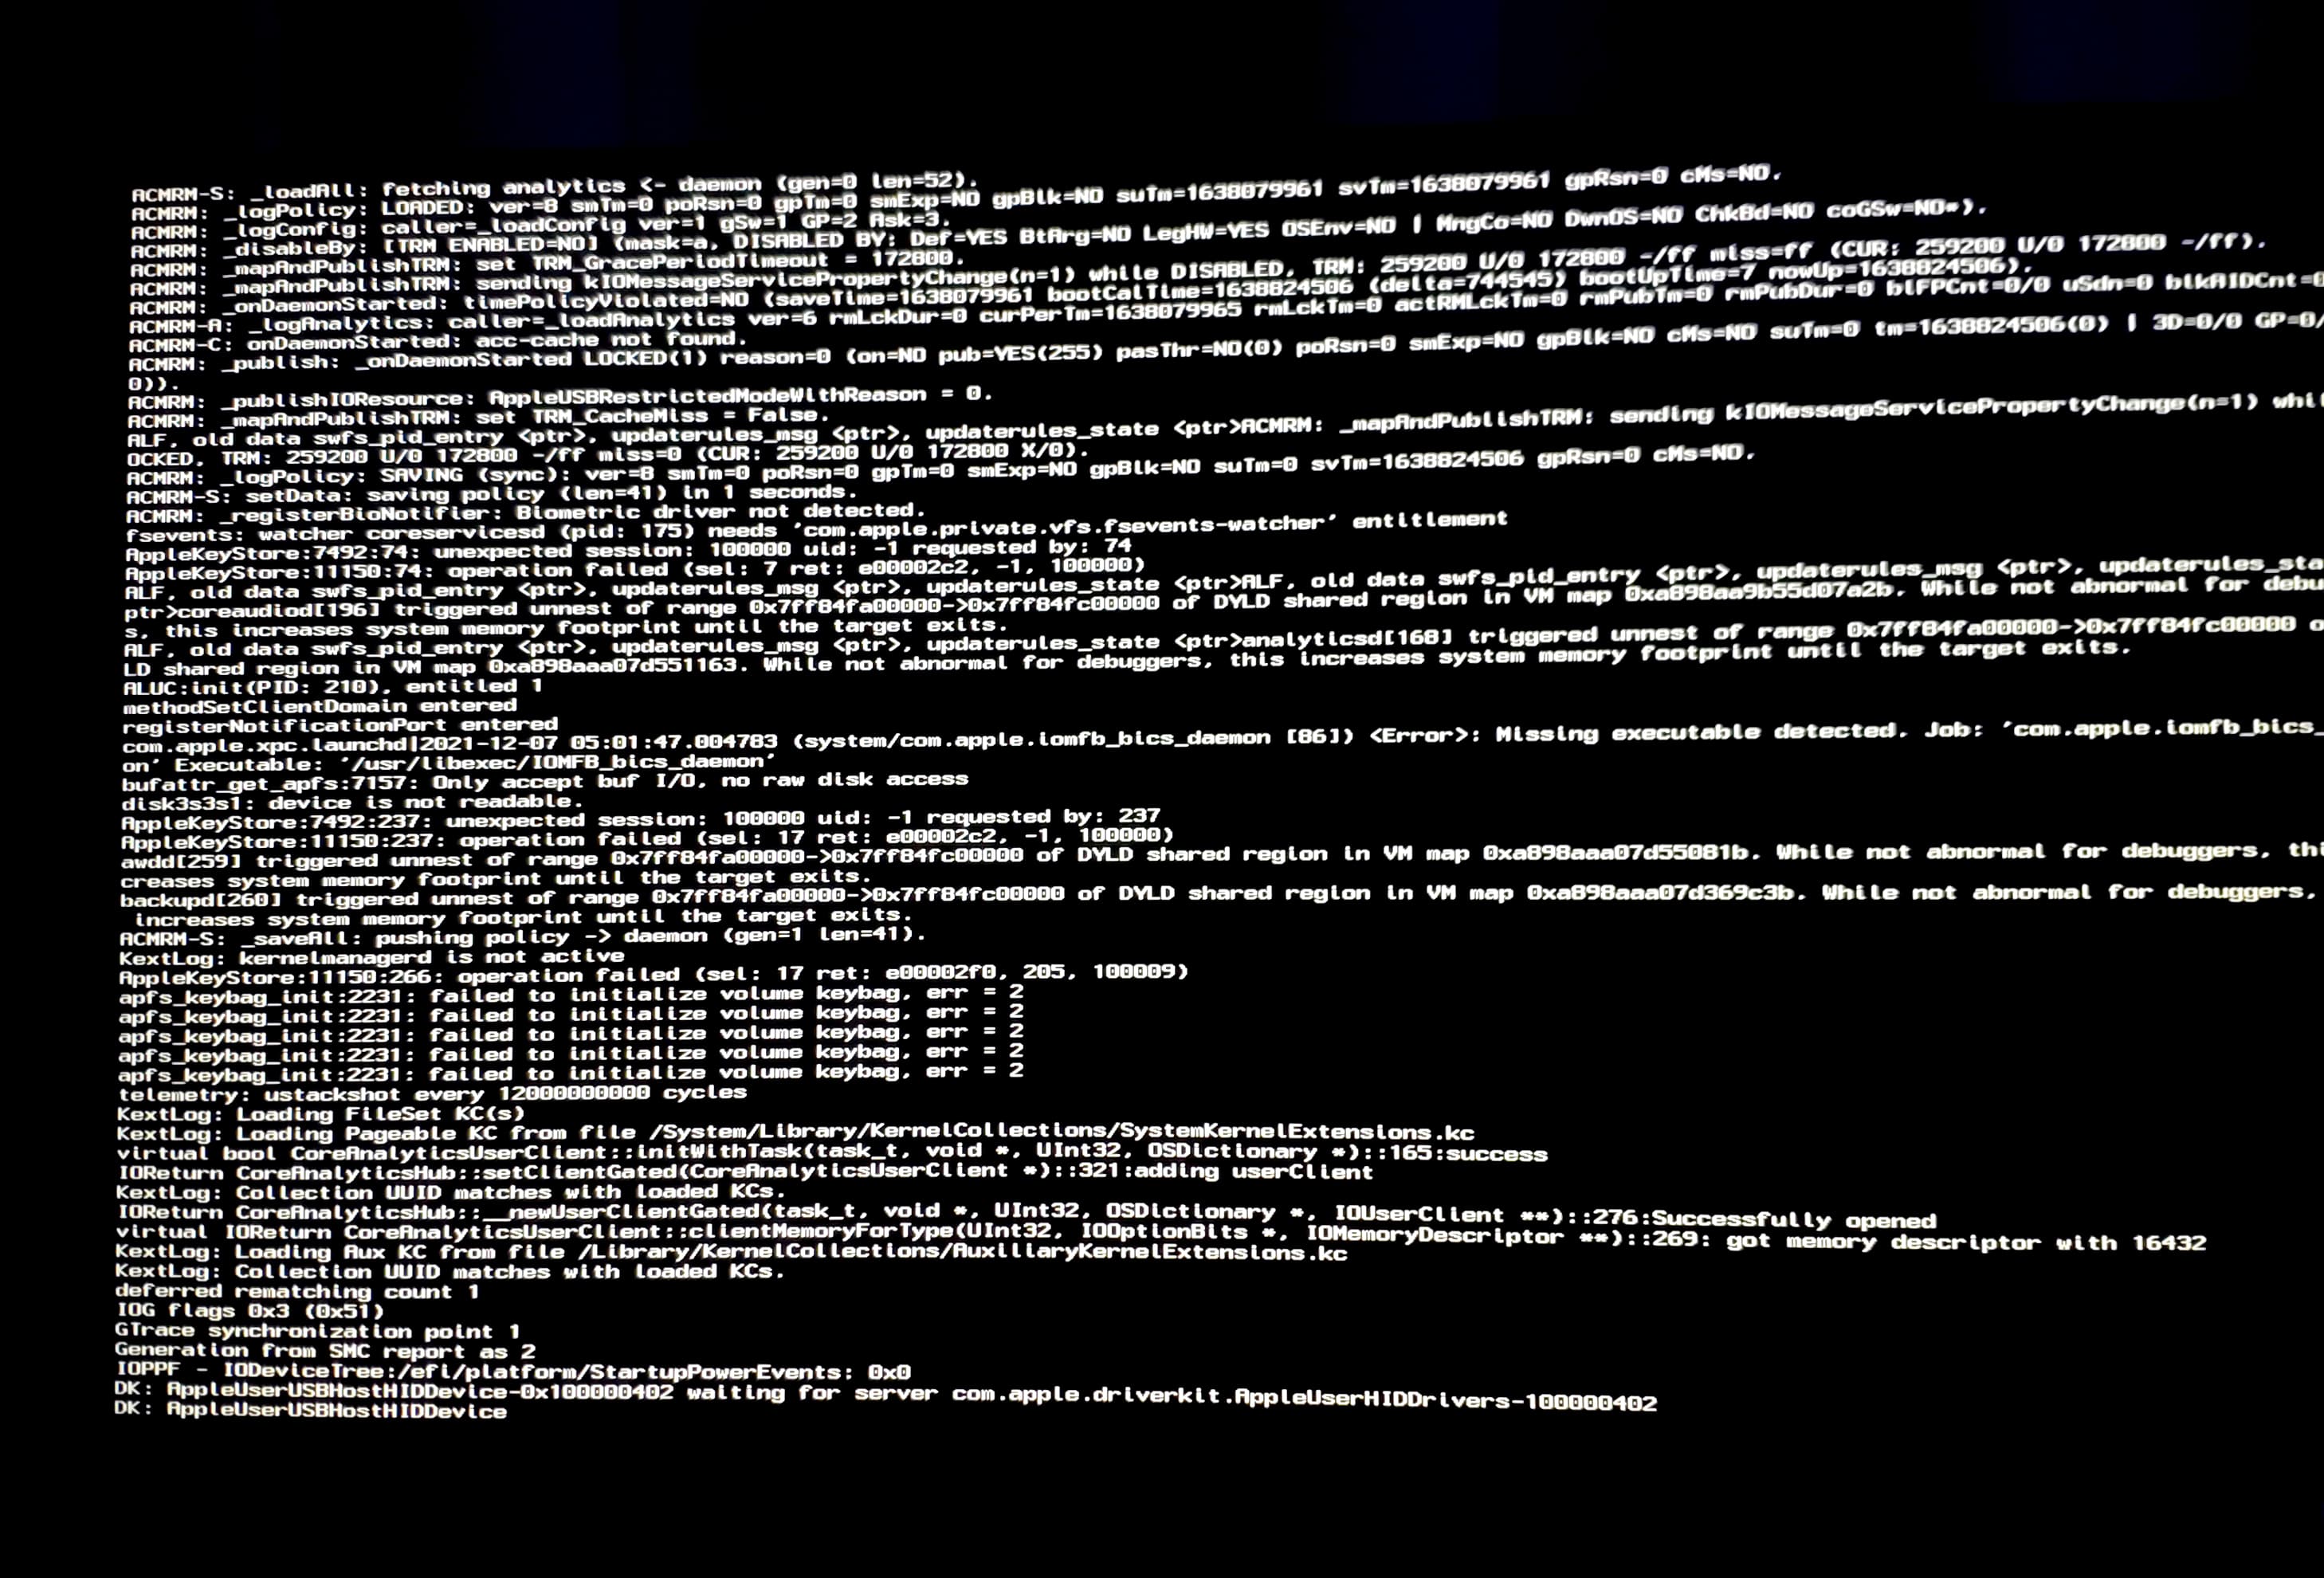 ACMRM-S: _loadAll: fetching analytics <- daemon (gen=0 len=52).
ACMRM: _logPolicy: LOADED: ver=8 smTm=0 poRsn=0 gpTm=0 smExp=NO gpBlk=NO suTm=1638079961 svTm=1638079961 gpRsn=0 cMs=NO.
ACMRM: _logConfig: caller=_loadConfig ver=1 gSw=1 GP=2 Ask=3.
ACMRM: _disableBy: [TRM ENABLED=NO] (mask=a, DISABLED BY: Def=YES BtArg=NO LegHW=YES OSEnv=NO | MngCo=NO DwnOS=NO ChkBd=NO coGSw=NO*).
ACMRM: _mapAndPublishTRM: set TRM_GracePeriodTimeout = 172800.
ACMRM: _mapAndPublishTRM: sending kIOMessageServicePropertyChange(n=1) while DISABLED, TRM: 259200 U/0 172800 -/ff miss=ff (CUR: 259200 U/0 172800 -/ff).
ACMRM: _onDaemonStarted: timePolicyViolated=NO (saveTime=1638079961 bootCalTime=1638824506 (delta=744545) bootUpTime=7 nowUp=1638824506).
ACMRM-A: _logAnalytics: caller=_loadAnalytics ver=6 rmLckDur=0 curPerTm=1638079965 rmLckTm=0 actRMLckTm=0 rmPubTm=0 rmPubDur=0 blFPCnt=0/0 uSdn=0 blkAIDCnt=0
ACMRM-C: onDaemonStarted: acc-cache not found.
ACMRM: _publish: _onDaemonStarted LOCKED(1) reason=0 (on=NO pub=YES(255) pasThr=NO(0) poRsn=0 smExp=NO gpBlk=NO cMs=NO suTm=0 tm=1638824506(0) | 3D=0/0 GP=0/
0)).
ACMRM: _publishIOResource: AppleUSBRestrictedModeWithReason = 0.
ACMRM: _mapAndPublishTRM: set TRM_CacheMiss = False.
ALF, old data swfs_pid_entry <ptr>, updaterules_msg <ptr>, updaterules_state <ptr>ACMRM: _mapAndPublishTRM: sending kIOMessageServicePropertyChange(n=1) whil
OCKED, TRM: 259200 U/0 172800 -/ff miss=0 (CUR: 259200 U/0 172800 X/0).
ACMRM: _logPolicy: SAVING (sync): ver=8 smTm=0 poRsn=0 gpTm=0 smExp=NO gpBlk=NO suTm=0 svTm=1638824506 gpRsn=0 cMs=NO.
ACMRM-S: setData: saving policy (len=41) in 1 seconds.
ACMRM: _registerBioNotifier: Biometric driver not detected.
fsevents: watcher coreservicesd (pid: 175) needs 'com.apple.private.vfs.fsevents-watcher' entitlement
AppleKeyStore:7492:74: unexpected session: 100000 uid: -1 requested by: 74
AppleKeyStore:11150:74: operation failed (sel: 7 ret: e00002c2, -1, 100000)
ALF, old data swfs_pid_entry <ptr>, updaterules_msg <ptr>, updaterules_state <ptr>ALF, old data swfs_pid_entry <ptr>, updaterules_msg <ptr>, updaterules_sta
ptr>coreaudiod[196] triggered unnest of range 0x7ff84fa00000->0x7ff84fc00000 of DYLD shared region in VM map 0xa898aa9b55d07a2b. While not abnormal for debu
s, this increases system memory footprint until the target exits.
ALF, old data swfs_pid_entry <ptr>, updaterules_msg <ptr>, updaterules_state <ptr>analyticsd[168] triggered unnest of range 0x7ff84fa00000->0x7ff84fc00000 o
LD shared region in VM map 0xa898aaa07d551163. While not abnormal for debuggers, this increases system memory footprint until the target exits.
ALUC:init(PID: 210), entitled 1
methodSetClientDomain entered
registerNotificationPort entered
com.apple.xpc.launchd|2021-12-07 05:01:47.004783 (system/com.apple.iomfb_bics_daemon [86]) <Error>: Missing executable detected. Job: 'com.apple.iomfb_bics_
on' Executable: '/usr/libexec/IOMFB_bics_daemon'
bufattr_get_apfs:7157: Only accept buf I/O, no raw disk access
disk3s3s1: device is not readable.
AppleKeyStore:7492:237: unexpected session: 100000 uid: -1 requested by: 237
AppleKeyStore:11150:237: operation failed (sel: 17 ret: e00002c2, -1, 100000)
awdd[259] triggered unnest of range 0x7ff84fa00000->0x7ff84fc00000 of DYLD shared region in VM map 0xa898aaa07d55081b. While not abnormal for debuggers, thi
creases system memory footprint until the target exits.
backupd[260] triggered unnest of range 0x7ff84fa00000->0x7ff84fc00000 of DYLD shared region in VM map 0xa898aaa07d369c3b. While not abnormal for debuggers,
increases system memory footprint until the target exits.
ACMRM-S: _saveAll: pushing policy -> daemon (gen=1 len=41).
KextLog: kernelmanagerd is not active
AppleKeyStore:11150:266: operation failed (sel: 17 ret: e00002f0, 205, 100009)
apfs_keybag_init:2231: failed to initialize volume keybag, err = 2
apfs_keybag_init:2231: failed to initialize volume keybag, err = 2
apfs_keybag_init:2231: failed to initialize volume keybag, err = 2
apfs_keybag_init:2231: failed to initialize volume keybag, err = 2
apfs_keybag_init:2231: failed to initialize volume keybag, err = 2
telemetry: ustackshot every 12000000000 cycles
KextLog: Loading FileSet KC(s)
KextLog: Loading Pageable KC from file /System/Library/KernelCollections/SystemKernelExtensions.kc
virtual bool CoreAnalyticsUserClient::initWithTask(task_t, void *, UInt32, OSDictionary *)::165:success
IOReturn CoreAnalyticsHub::setClientGated(CoreAnalyticsUserClient *)::321:adding userClient
KextLog: Collection UUID matches with loaded KCs.
IOReturn CoreAnalyticsHub::__newUserClientGated(task_t, void *, UInt32, OSDictionary *, IOUserClient **)::276:Successfully opened
virtual IOReturn CoreAnalyticsUserClient::clientMemoryForType(UInt32, IOOptionBits *, IOMemoryDescriptor **)::269: got memory descriptor with 16432
KextLog: Loading Aux KC from file /Library/KernelCollections/AuxiliaryKernelExtensions.kc
KextLog: Collection UUID matches with loaded KCs.
deferred rematching count 1
IOG flags 0x3 (0x51)
GTrace synchronization point 1
Generation from SMC report as 2
IOPPF - IODeviceTree:/efi/platform/StartupPowerEvents: 0x0
DK: AppleUserUSBHostHIDDevice-0x100000402 waiting for server com.apple.driverkit.AppleUserHIDDrivers-100000402
DK: AppleUserUSBHostHIDDevice